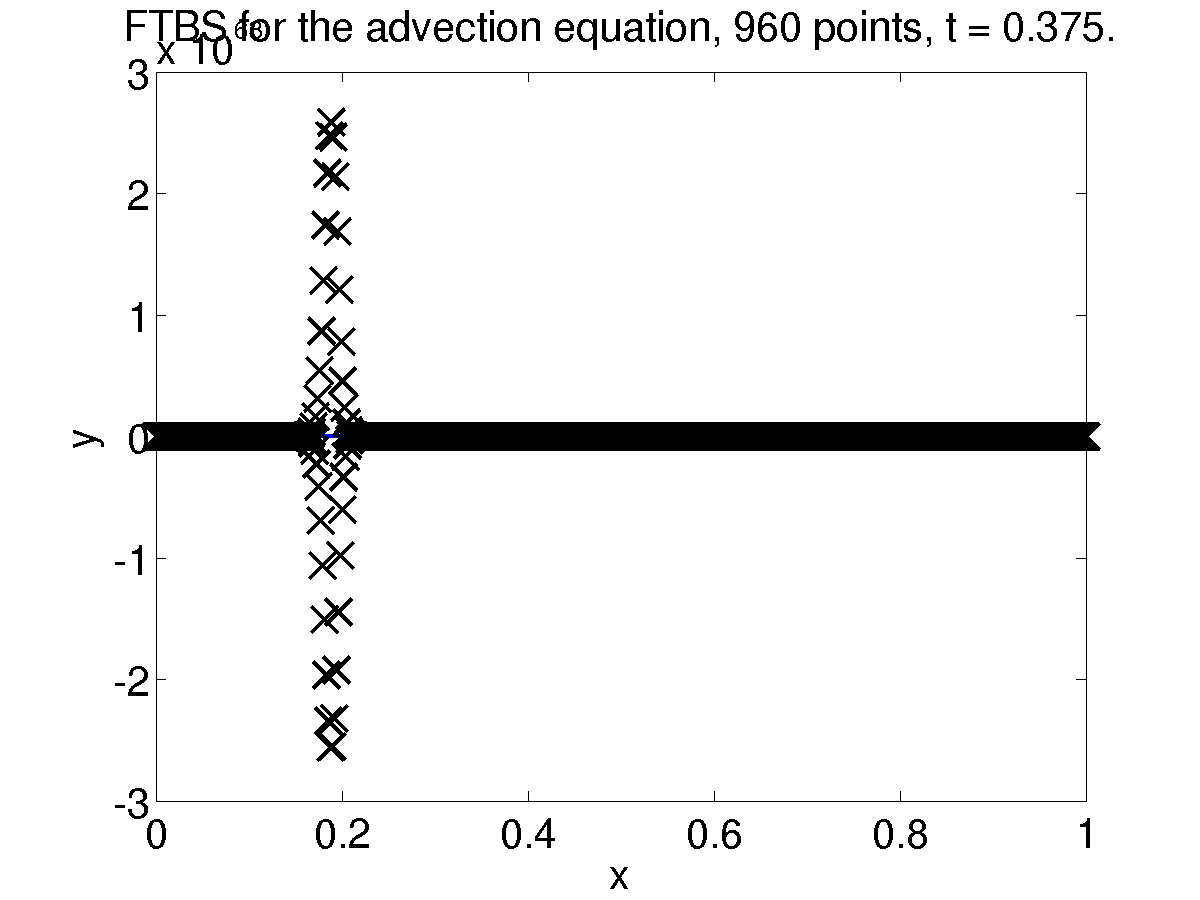 FTBS for the advection equation, 960 points, t = 0.375.
x 10
3
2
1
0
-1
-2
-3
y
0 0.2 0.4 0.6 0.8 1
x